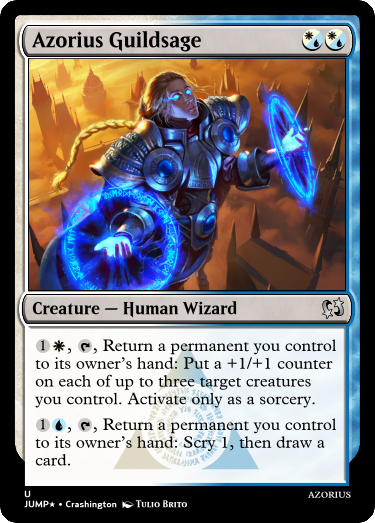 Azorius Guildsage
Creature — Human Wizard
1 , , Return a permanent you control
to its owner's hand: Put a +1/+1 counter
on each of up to three target creatures
you control. Activate only as a sorcery.
1 , , Return a permanent you control
to its owner's hand: Scry 1, then draw a
card.
U
AZORIUS
JUMP★ • Crashington Tulio Brito